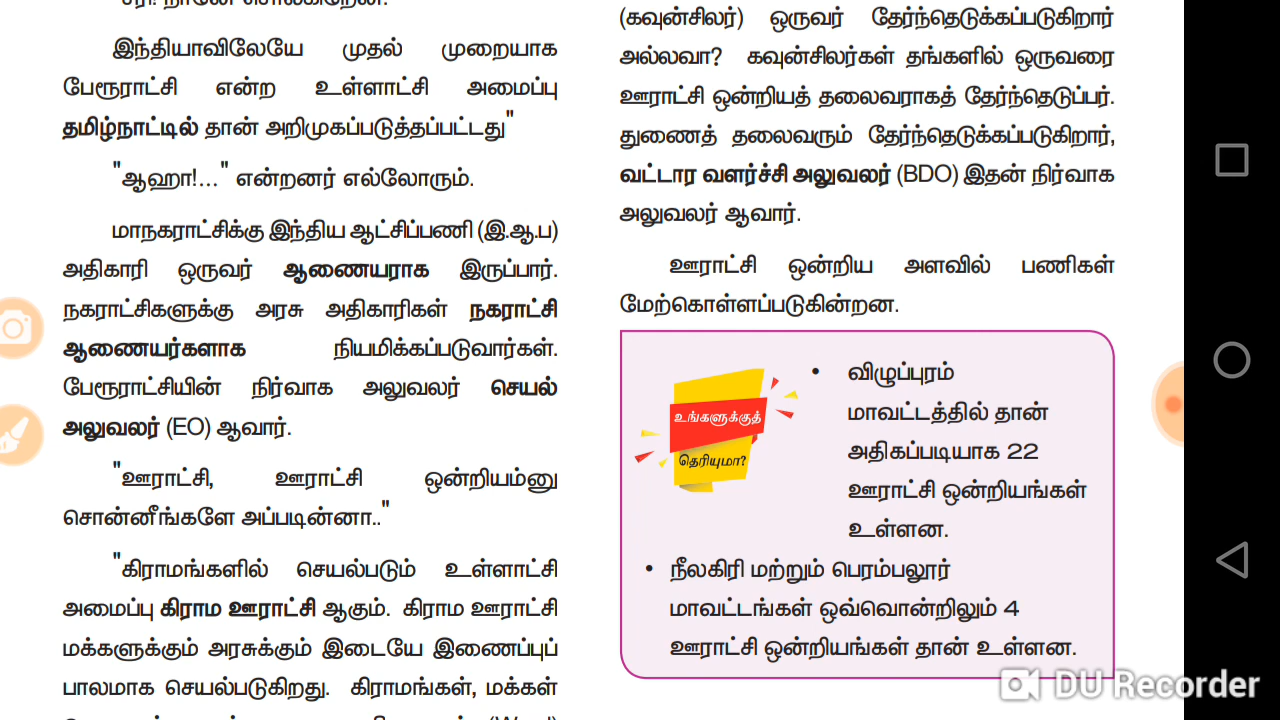 "சரி! நானே சொல்கிறேன்.
இந்தியாவிலேயே முதல் முறையாக
பேரூராட்சி என்ற உள்ளாட்சி அமைப்பு
தமிழ்நாட்டில் தான் அறிமுகப்படுத்தப்பட்டது"
"ஆஹா!..." என்றனர் எல்லோரும்.
மாநகராட்சிக்கு இந்திய ஆட்சிப்பணி (இ.ஆ.ப)
அதிகாரி ஒருவர் ஆணையராக இருப்பார்.
நகராட்சிகளுக்கு அரசு அதிகாரிகள் நகராட்சி
ஆணையர்களாக நியமிக்கப்படுவார்கள்.
பேரூராட்சியின் நிர்வாக அலுவலர் செயல்
அலுவலர் (EO) ஆவார்.
"ஊராட்சி, ஊராட்சி ஒன்றியம்னு
சொன்னீங்களே அப்படின்னா.."
"கிராமங்களில் செயல்படும் உள்ளாட்சி
அமைப்பு கிராம ஊராட்சி ஆகும். கிராம ஊராட்சி
மக்களுக்கும் அரசுக்கும் இடையே இணைப்புப்
பாலமாக செயல்படுகிறது. கிராமங்கள், மக்கள்
(கவுன்சிலர்) ஒருவர் தேர்ந்தெடுக்கப்படுகிறார்
அல்லவா? கவுன்சிலர்கள் தங்களில் ஒருவரை
ஊராட்சி ஒன்றியத் தலைவராகத் தேர்ந்தெடுப்பர்.
துணைத் தலைவரும் தேர்ந்தெடுக்கப்படுகிறார்,
வட்டார வளர்ச்சி அலுவலர் (BDO) இதன் நிர்வாக
அலுவலர் ஆவார்.
ஊராட்சி ஒன்றிய அளவில் பணிகள்
மேற்கொள்ளப்படுகின்றன.
உங்களுக்குத்
தெரியுமா?
• விழுப்புரம்
மாவட்டத்தில் தான்
அதிகப்படியாக 22
ஊராட்சி ஒன்றியங்கள்
உள்ளன.
• நீலகிரி மற்றும் பெரம்பலூர்
மாவட்டங்கள் ஒவ்வொன்றிலும் 4
ஊராட்சி ஒன்றியங்கள் தான் உள்ளன.
DU Recorder